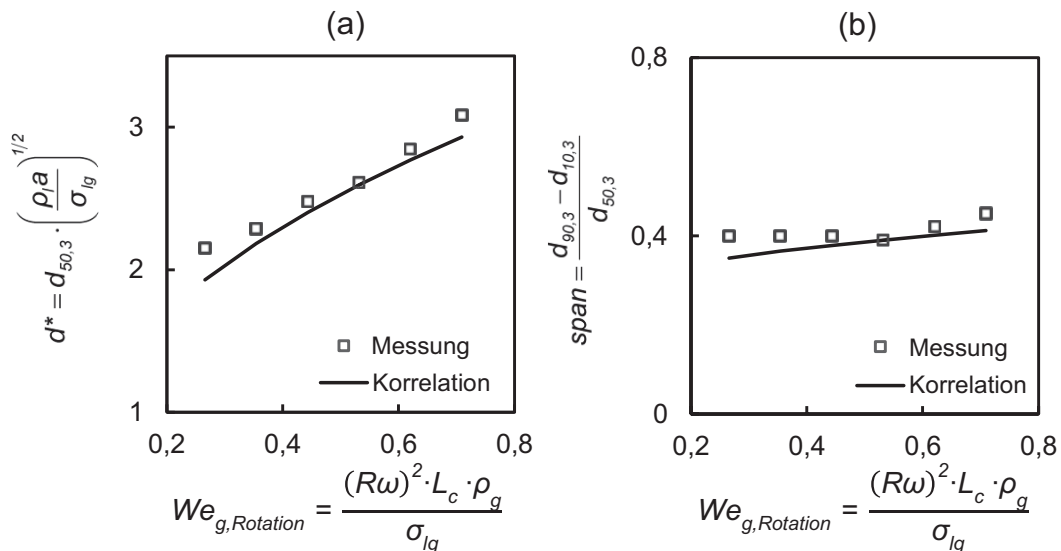 (a)
3
2
1
0,2 0,4 0,6 0,8
d* = d50,3 · (ρl a / σlg)^1/2
Messung
Korrelation
Weg,Rotation = (Rω)² · Lc · ρg / σlg
(b)
0,8
0,4
0
0,2 0,4 0,6 0,8
span = d90,3 – d10,3 / d50,3
Messung
Korrelation
Weg,Rotation = (Rω)² · Lc · ρg / σlg